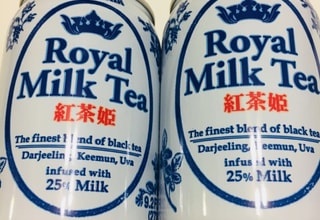 Royal
Milk Tea
紅茶姫
The finest blend of black tea
Darjeeling, Keemun, Uva
infused with
25% Milk
Royal
Milk Tea
紅茶姫
The finest blend of black tea
Darjeeling, Keemun, Uva
infused with
25% Milk